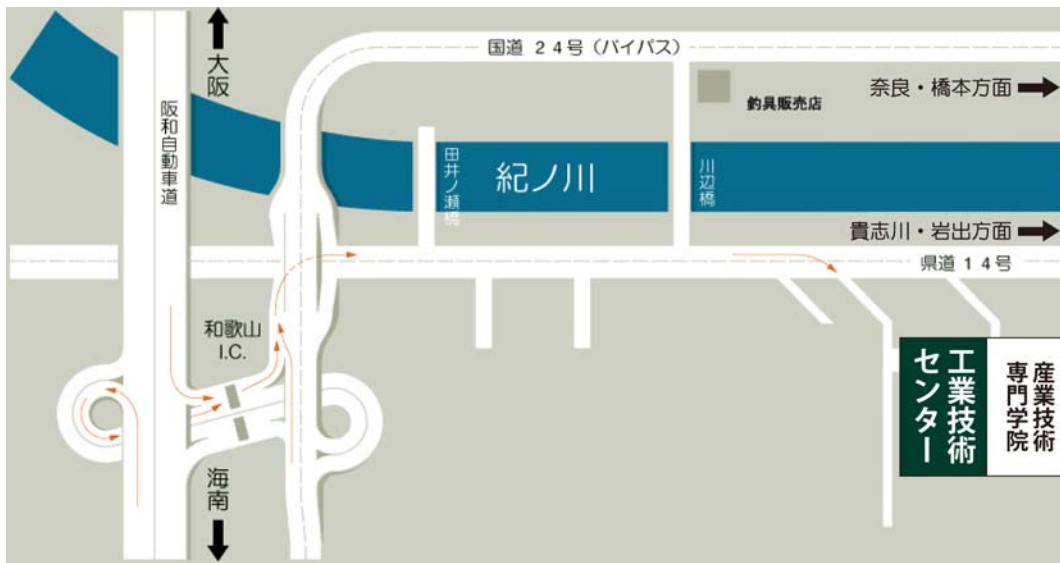 大阪
国道 24号（バイパス）
奈良・橋本方面
釣具販売店
阪和自動車道
田井ノ瀬橋
紀ノ川
川辺橋
貴志川・岩出方面
県道 14号
和歌山
I.C.
工業技術
センター
産業技術
専門学院
海南